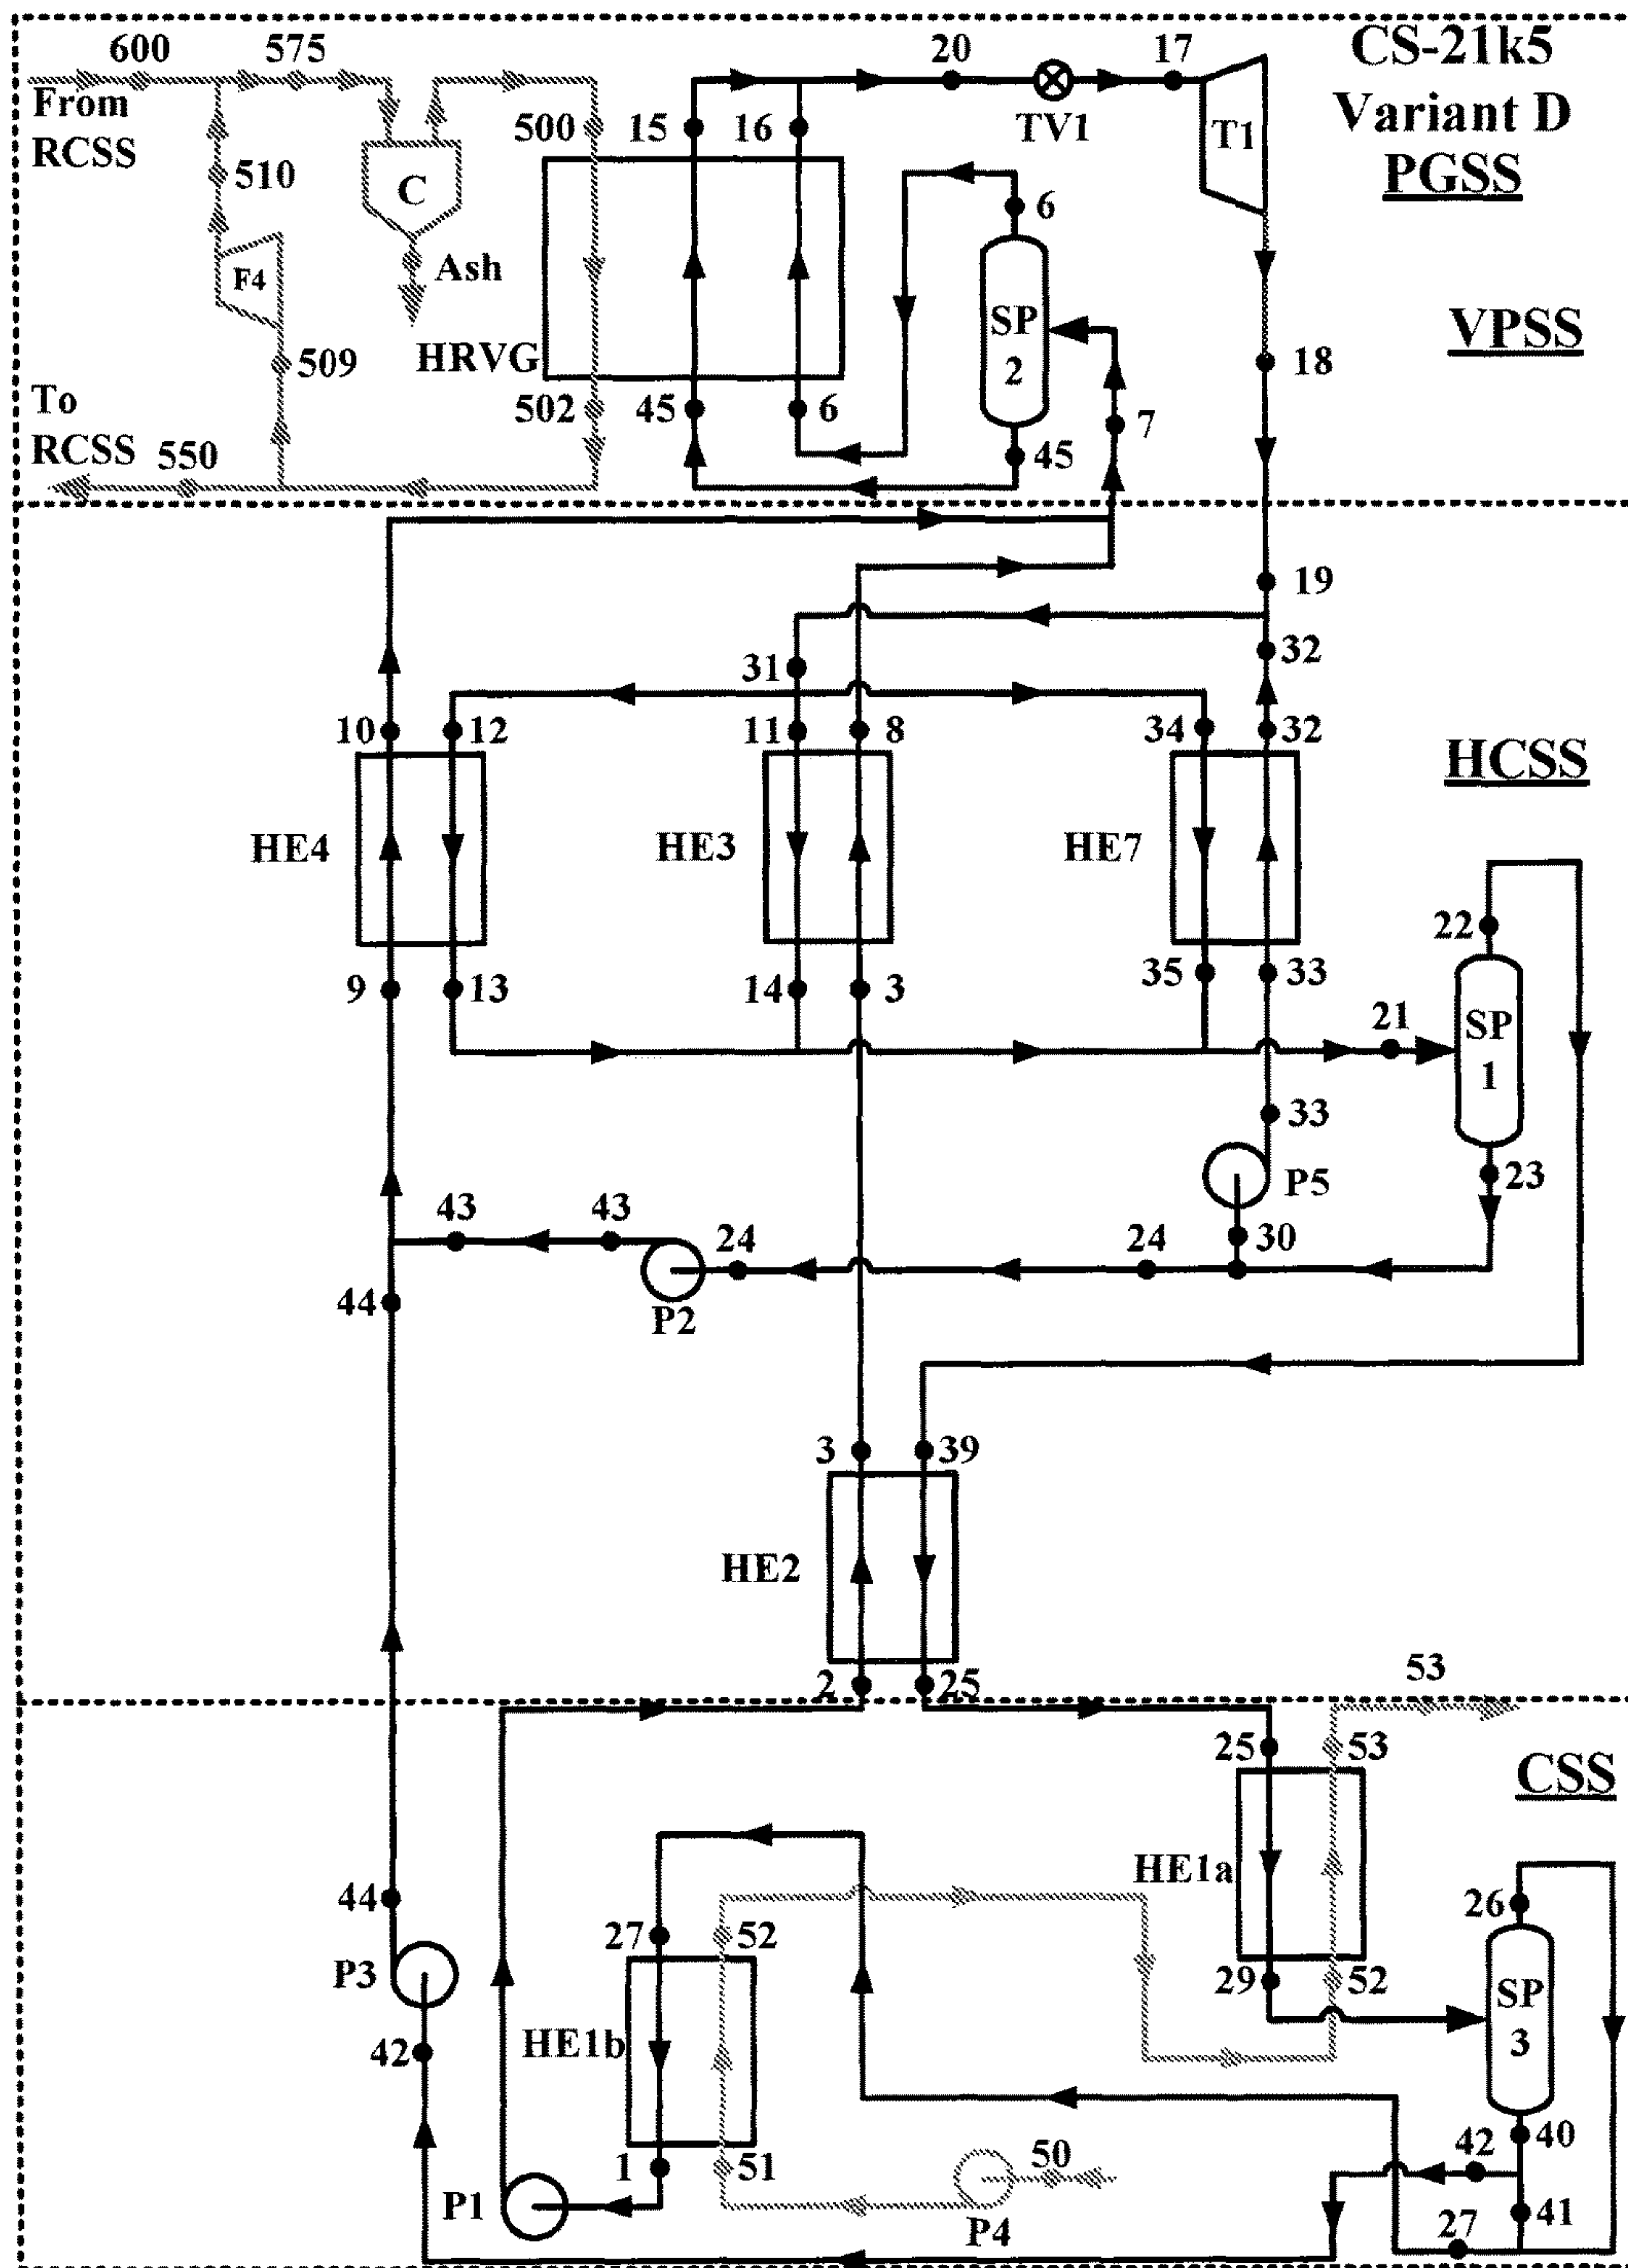 600 575 20 17 CS-21k5
From
RCSS
500 15 16 TV1 T1 Variant D
PGSS
510 C 6
F4 Ash SP
2 VPSS
509 HRVG 18
To
RCSS
502 45 6 7
550 45
19
31 32
10 12 11 8 34 32
HCSS
HE4 HE3 HE7
22
9 13 14 3 35 33
21 SP
1
33
P5 23
43 43 24 24 30
P2
44
3 39
HE2
2 25 53
25 53
CSS
HE1a
44 27 52 26
P3 29 52 SP
3
HE1b
42
1 51 50 42 40
P1 P4 27 41